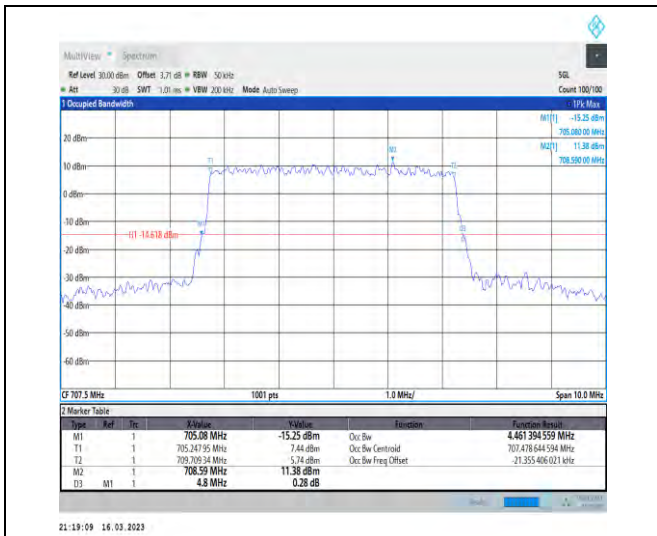 MultiView Spectrum
Ref Level 30.00 dBm Offset 3.71 dB RBW 50 kHz SGL
Att 30 dB SWT 1.01 ms VBW 200 kHz Mode Auto Sweep Count 100/100
1 Occupied Bandwidth 1Pk Max
M1[1] -15.25 dBm
705.080 00 MHz
M2[1] 11.38 dBm
708.590 00 MHz
20 dBm
10 dBm
0 dBm
-10 dBm
-20 dBm
-30 dBm
-40 dBm
-50 dBm
-60 dBm
T1
M2
T2
M1
D3
H1 -14.618 dBm
CF 707.5 MHz 1001 pts 1.0 MHz/ Span 10.0 MHz
2 Marker Table
Type Ref Trc X-Value Y-Value Function Function Result
M1 1 705.08 MHz -15.25 dBm Occ Bw 4.461 394 559 MHz
T1 1 705.247 95 MHz 7.44 dBm Occ Bw Centroid 707.478 644 594 MHz
T2 1 709.709 34 MHz 5.74 dBm Occ Bw Freq Offset -21.355 406 021 kHz
M2 1 708.59 MHz 11.38 dBm
D3 M1 1 4.8 MHz 0.28 dB
21:19:09 16.03.2023